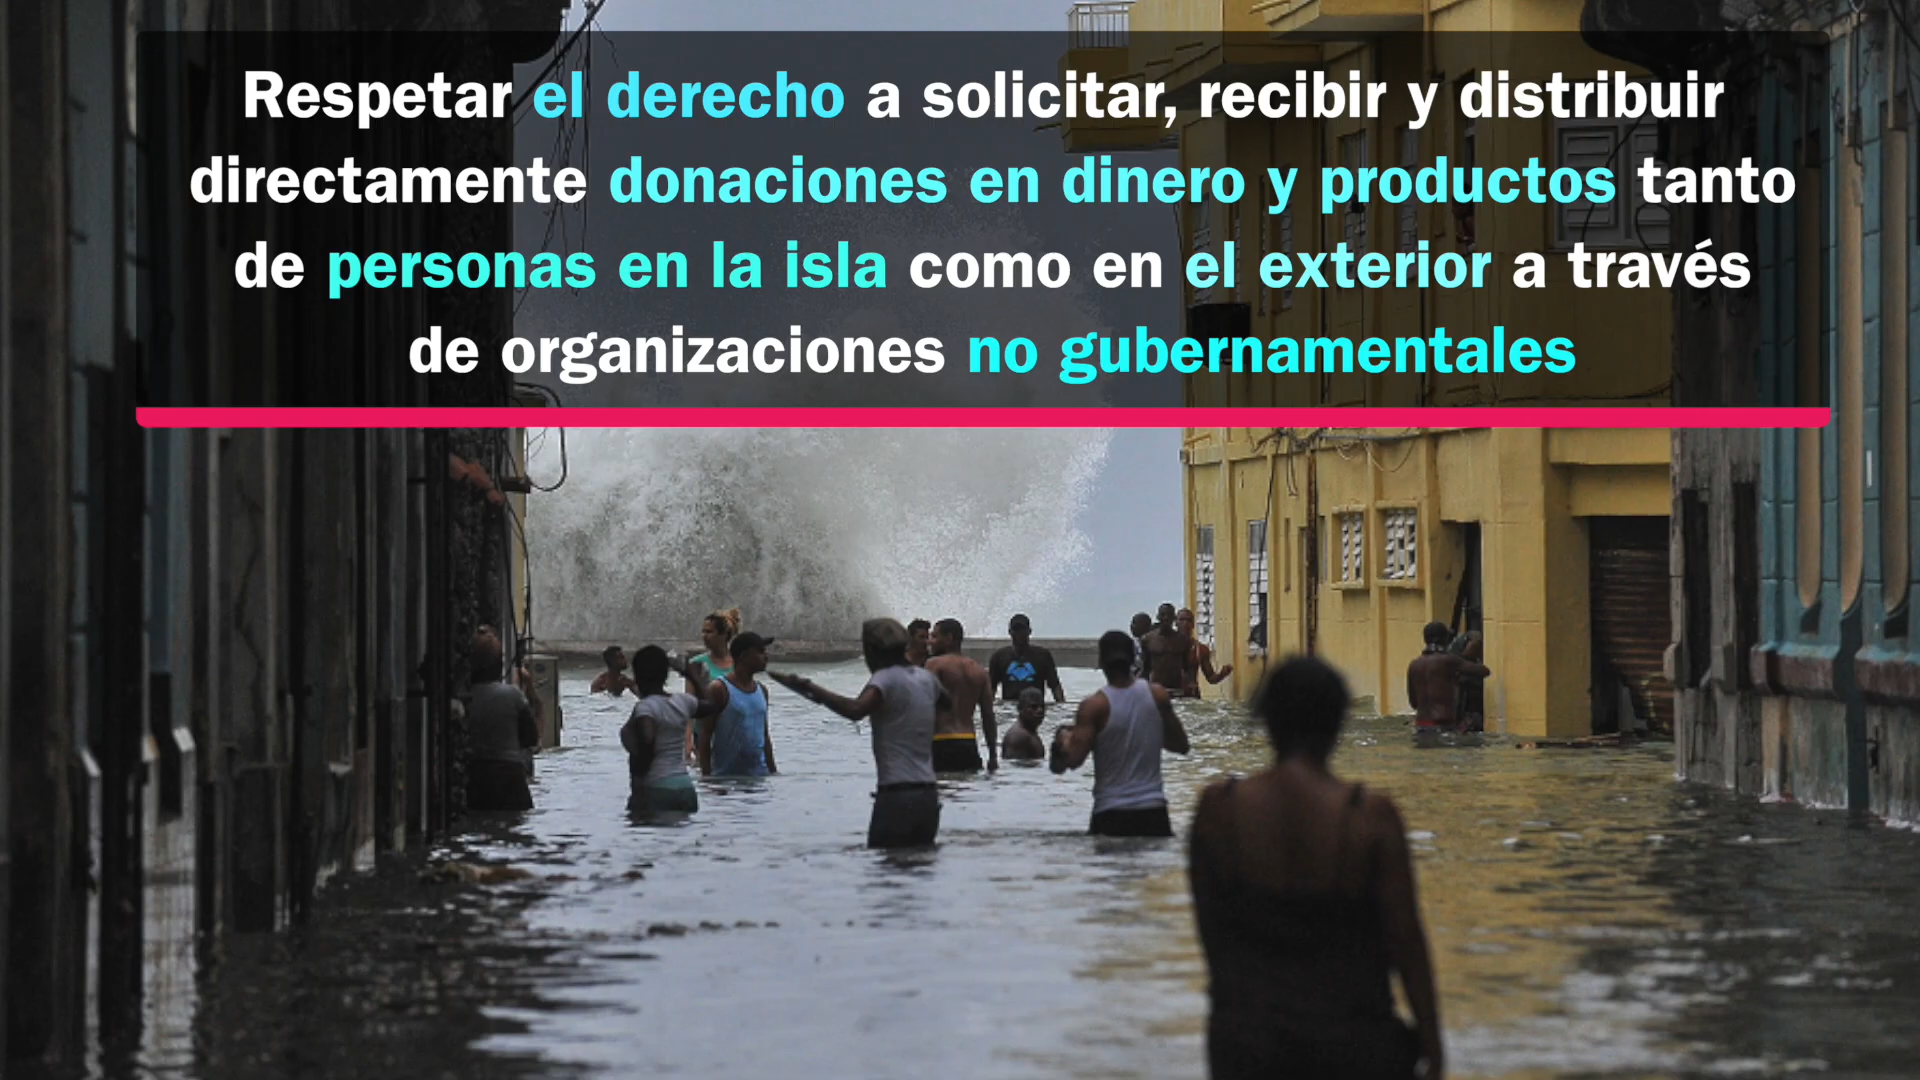 Respetar el derecho a solicitar, recibir y distribuir
directamente donaciones en dinero y productos tanto
de personas en la isla como en el exterior a través
de organizaciones no gubernamentales